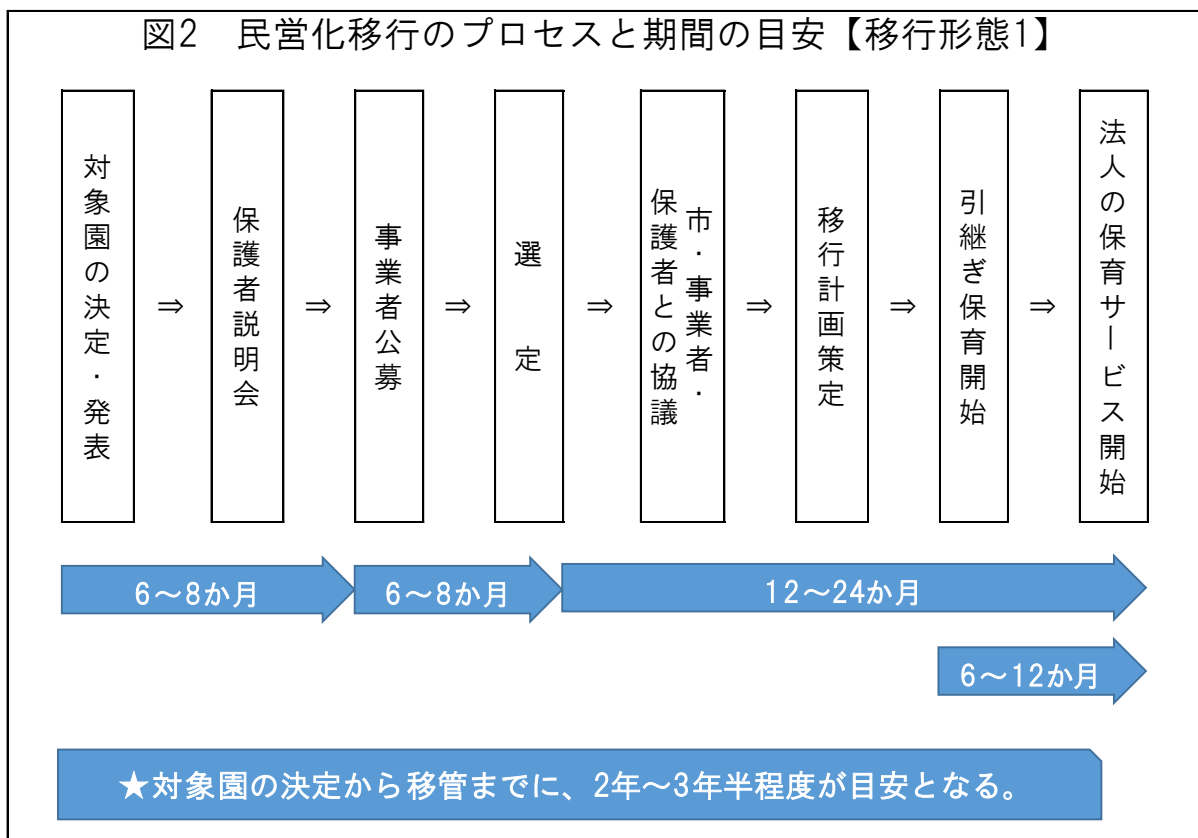 図2　民営化移行のプロセスと期間の目安【移行形態1】
対象園の決定・発表
⇒
保護者説明会
⇒
事業者公募
⇒
選定
⇒
市・事業者・
保護者との協議
⇒
移行計画策定
⇒
引継ぎ保育開始
⇒
法人の保育サービス開始
6～8か月
6～8か月
12～24か月
6～12か月
★対象園の決定から移管までに、2年～3年半程度が目安となる。